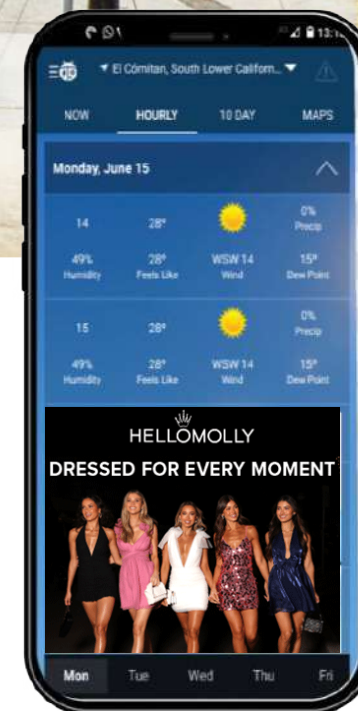 13:1
El Cómitan, South Lower Californ...
NOW HOURLY 10 DAY MAPS
Monday, June 15
14 28° 0%
Precip
49% 28° WSW 14 15°
Humidity Feels Like Wind Dew Point
15 28° 0%
Precip
49% 28° WSW 14 15°
Humidity Feels Like Wind Dew Point
HELLOMOLLY
DRESSED FOR EVERY MOMENT
Mon Tue Wed Thu Fri